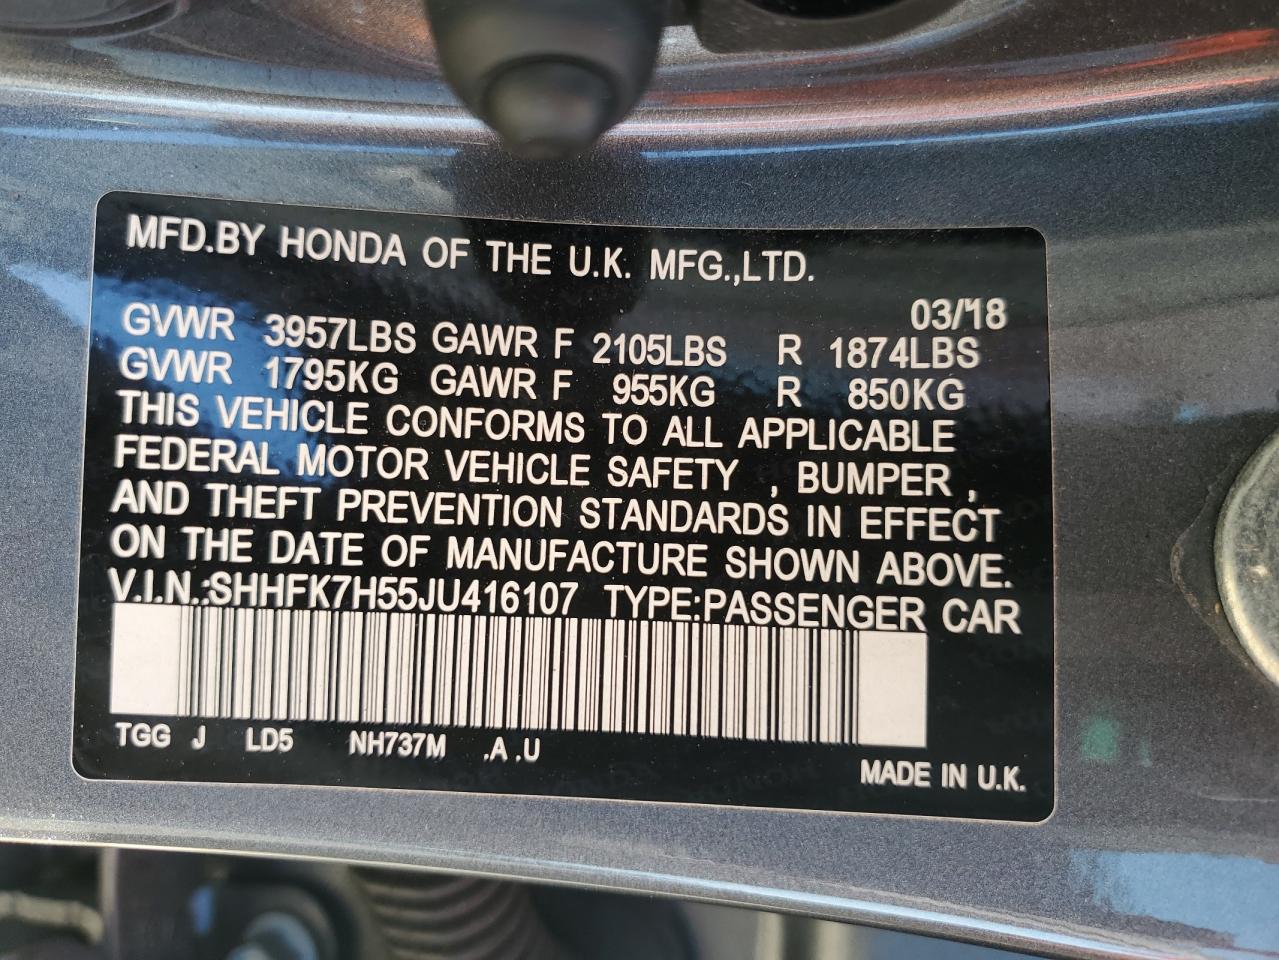 MFD.BY HONDA OF THE U.K. MFG.,LTD.
03/'18
GVWR 3957LBS GAWR F 2105LBS R 1874LBS
GVWR 1795KG GAWR F 955KG R 850KG
THIS VEHICLE CONFORMS TO ALL APPLICABLE
FEDERAL MOTOR VEHICLE SAFETY , BUMPER ,
AND THEFT PREVENTION STANDARDS IN EFFECT
ON THE DATE OF MANUFACTURE SHOWN ABOVE.
V.I.N.:SHHFK7H55JU416107 TYPE:PASSENGER CAR
TGG J LD5 NH737M .A .U
MADE IN U.K.